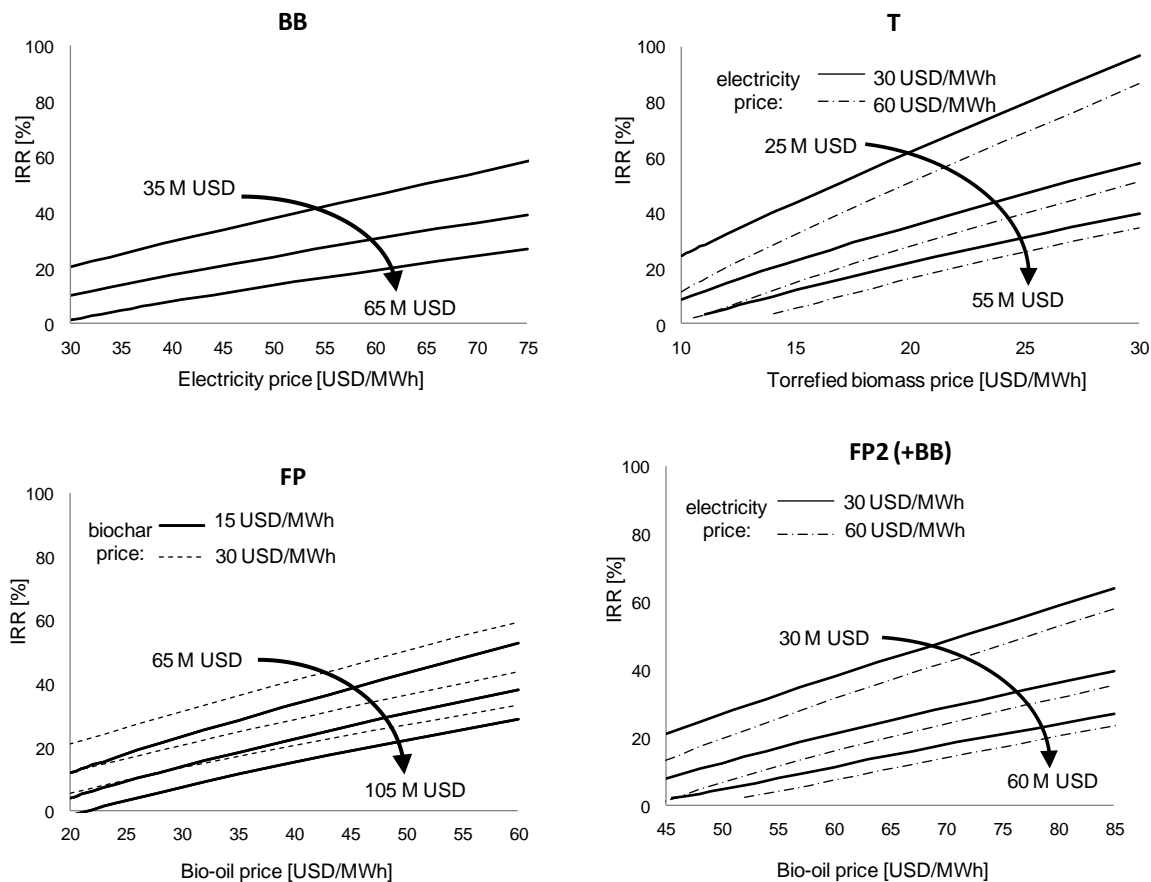 BB
100
80
60
40
20
0
IRR [%]
35 M USD
65 M USD
30 35 40 45 50 55 60 65 70 75
Electricity price [USD/MWh]
T
100
80
60
40
20
0
IRR [%]
electricity
price:
30 USD/MWh
60 USD/MWh
25 M USD
55 M USD
10 15 20 25 30
Torrefied biomass price [USD/MWh]
FP
100
80
60
40
20
0
IRR [%]
biochar
price:
15 USD/MWh
30 USD/MWh
65 M USD
105 M USD
20 25 30 35 40 45 50 55 60
Bio-oil price [USD/MWh]
FP2 (+BB)
100
80
60
40
20
0
IRR [%]
electricity
price:
30 USD/MWh
60 USD/MWh
30 M USD
60 M USD
45 50 55 60 65 70 75 80 85
Bio-oil price [USD/MWh]